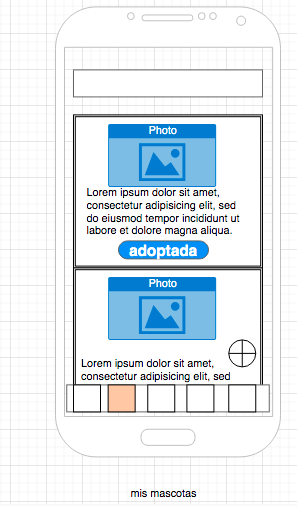 Photo
Lorem ipsum dolor sit amet,
consectetur adipisicing elit, sed
do eiusmod tempor incididunt ut
labore et dolore magna aliqua.
adoptada
Photo
Lorem ipsum dolor sit amet,
consectetur adipisicing elit, sed
mis mascotas